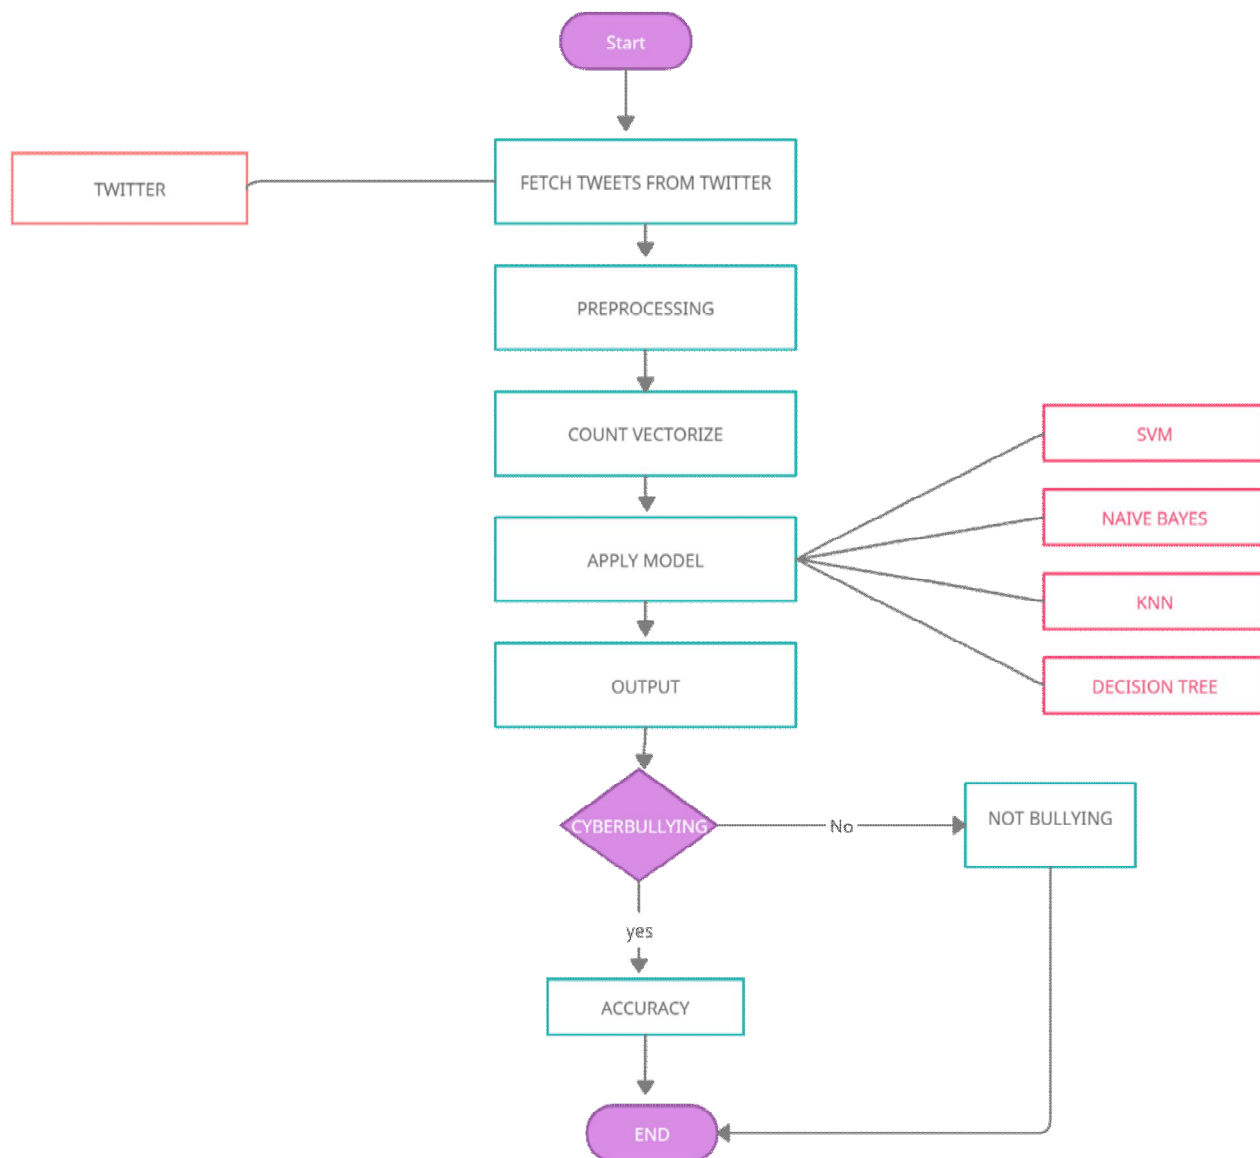 Start
TWITTER
FETCH TWEETS FROM TWITTER
PREPROCESSING
COUNT VECTORIZE
SVM
NAIVE BAYES
APPLY MODEL
KNN
OUTPUT
DECISION TREE
CYBERBULLYING
No
NOT BULLYING
yes
ACCURACY
END